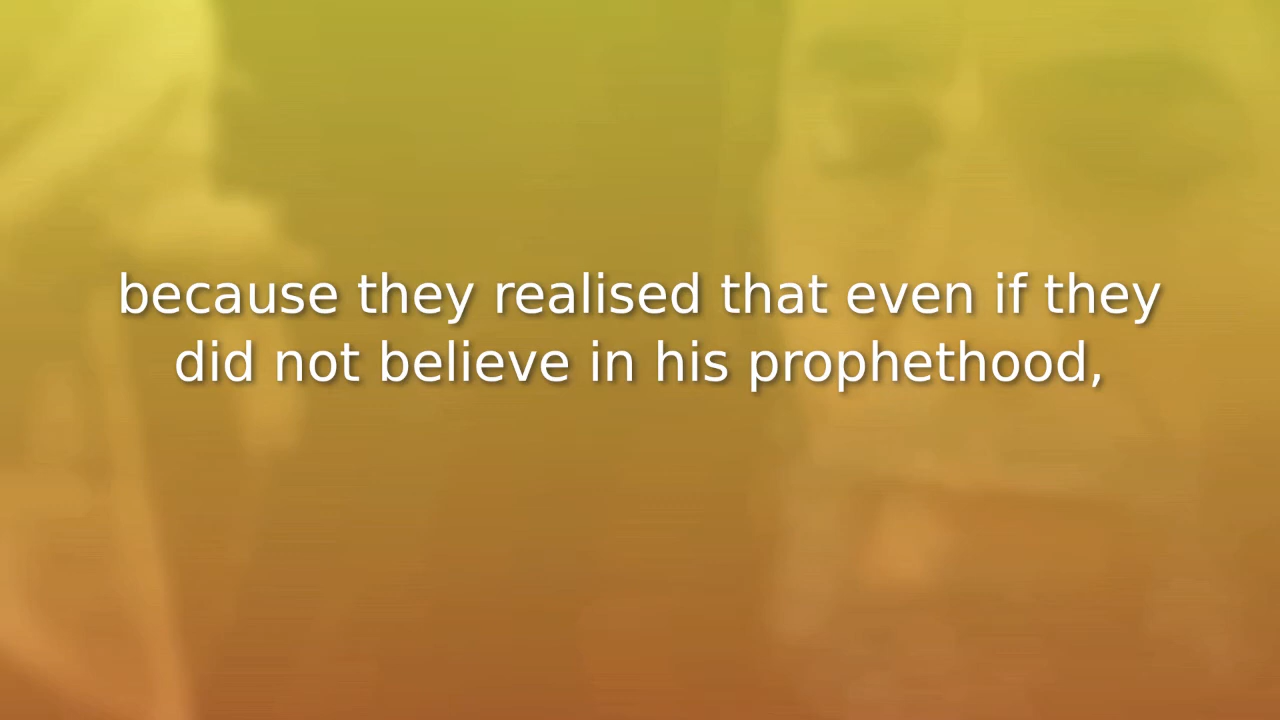 because they realised that even if they
did not believe in his prophethood,